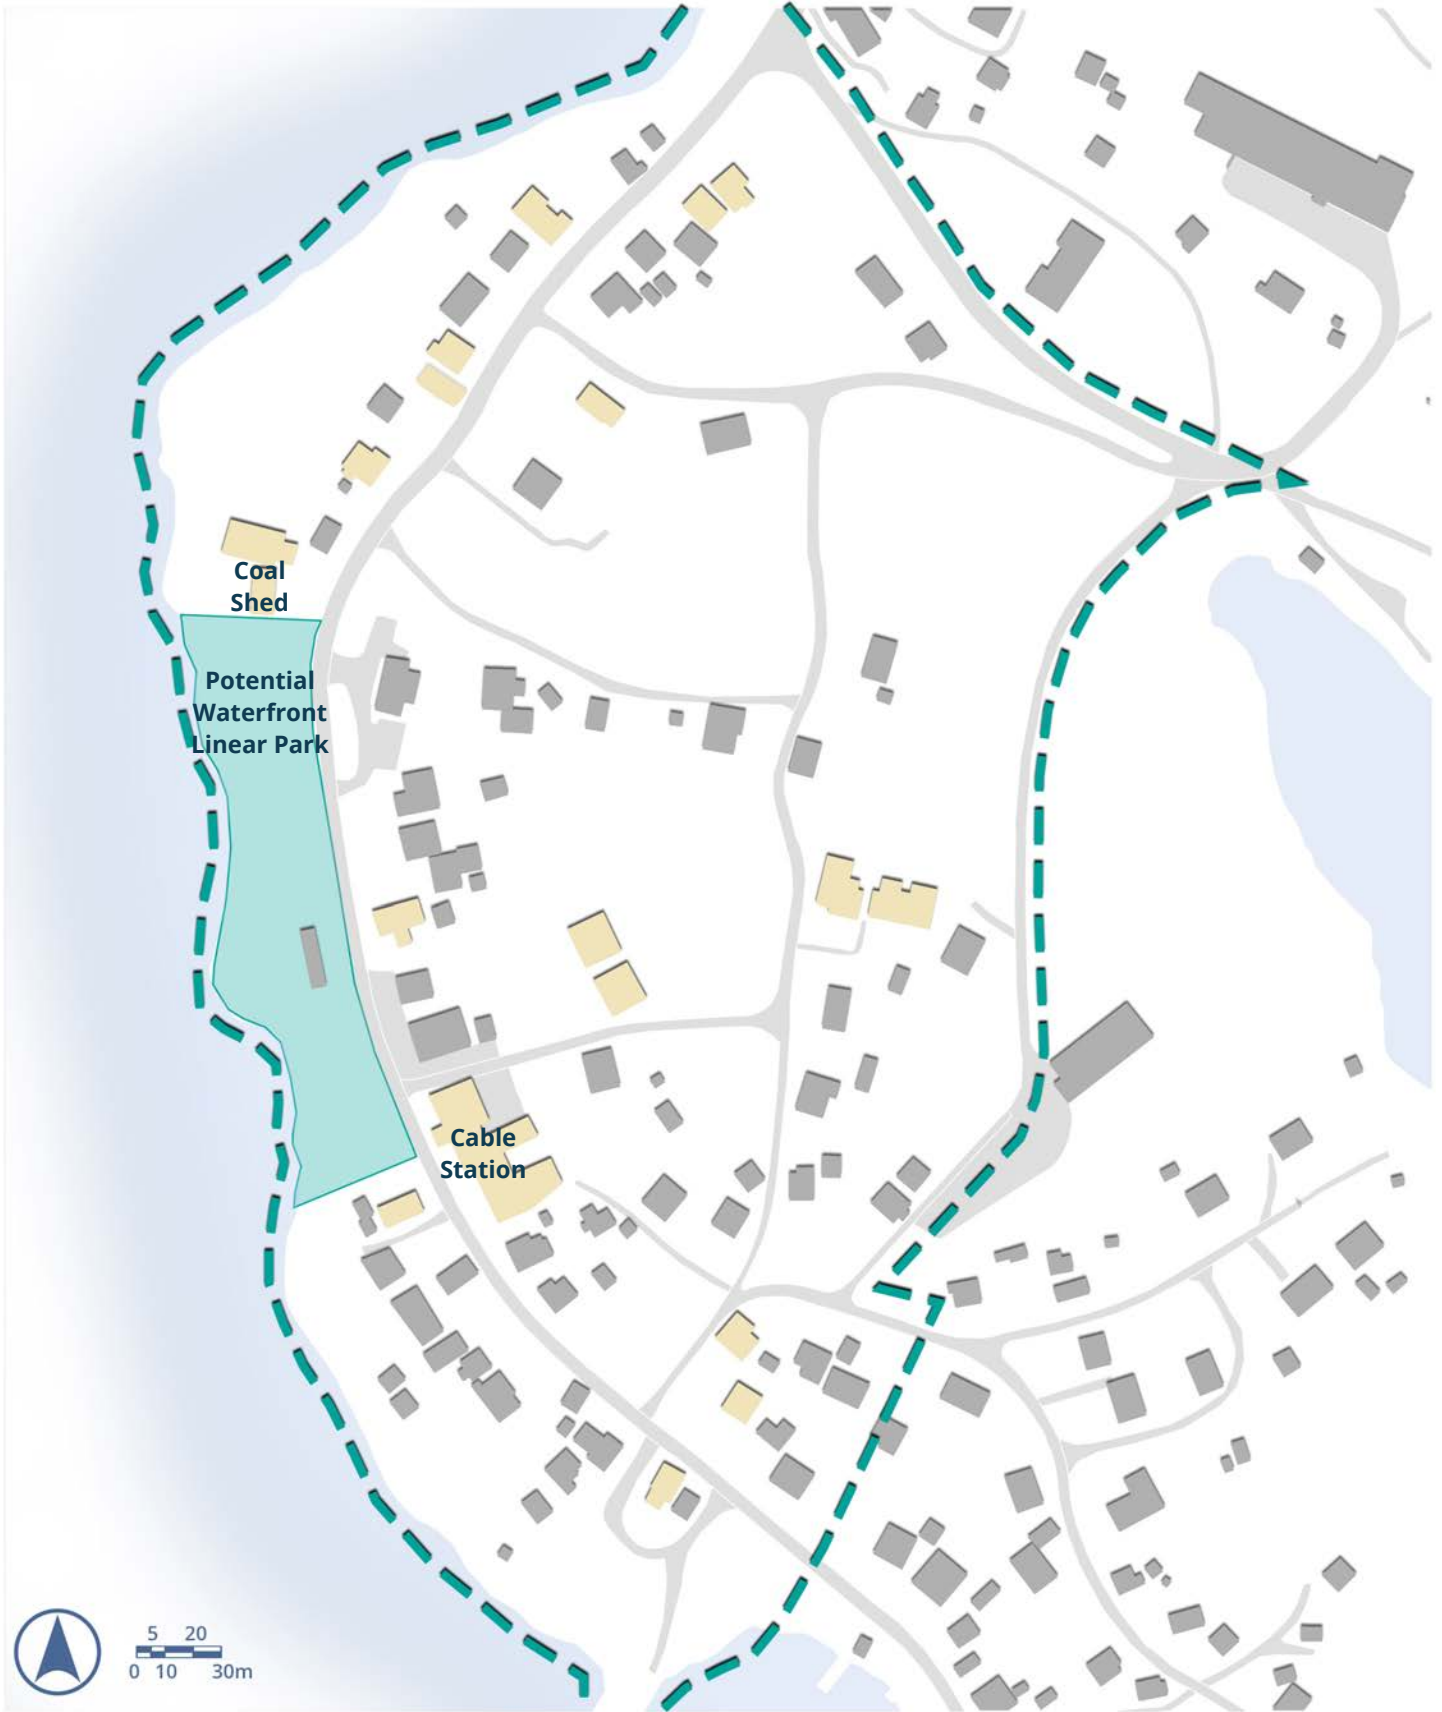 Coal
Shed
Potential
Waterfront
Linear Park
Cable
Station
5 20
0 10 30m